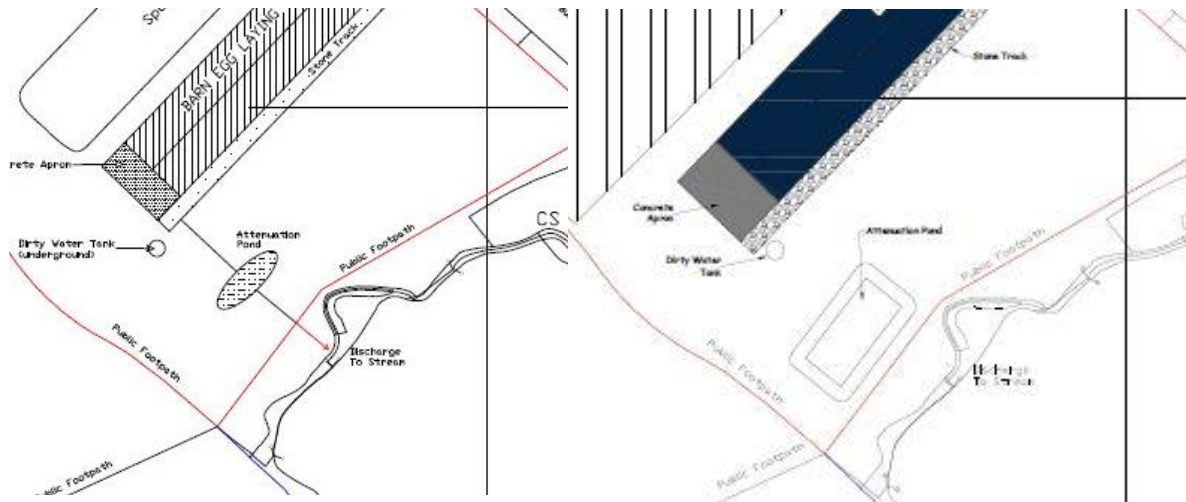 Spo
BARN EGG LAYING
Stone Track
rete Apron
Dirty Water Tank
(underground)
Attenuation
Pond
Public Footpath
CS
Public Footpath
Discharge
To Stream
Public Footpath
Stone Track
Concrete
Apron
Dirty Water
Tank
Attenuation Pond
Public Footpath
Public Footpath
Discharge
To Stream
Public Footpath